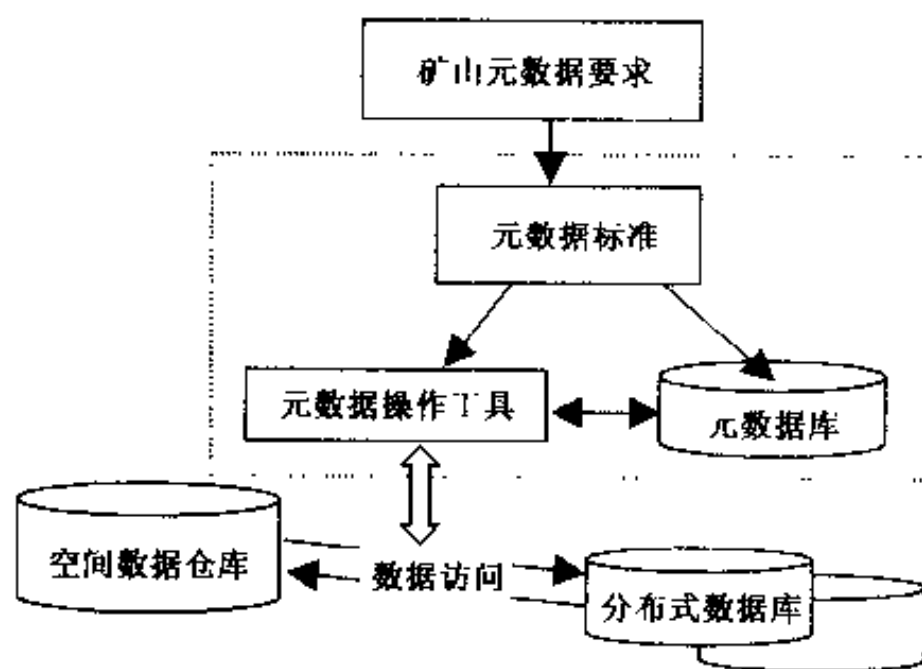 矿山元数据要求
元数据标准
元数据操作工具
元数据库
空间数据仓库
数据访问
分布式数据库